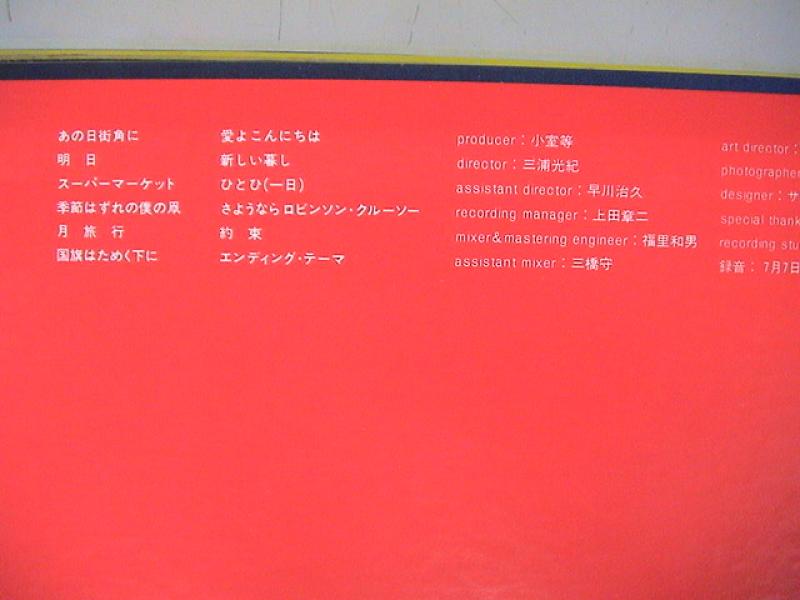 あの日街角に
明日
スーパーマーケット
季節はずれの僕の凧
月旅行
国旗はためく下に
愛よこんにちは
新しい暮し
ひとひ(一日)
さようならロビンソン・クルーソー
約束
エンディング・テーマ
producer：小室等
director：三浦光紀
assistant director：早川治久
recording manager：上田章二
mixer&mastering engineer：福里和男
assistant mixer：三橋守
art director：
photographer
designer：サ
special thank
recording stu
録音：7月7日